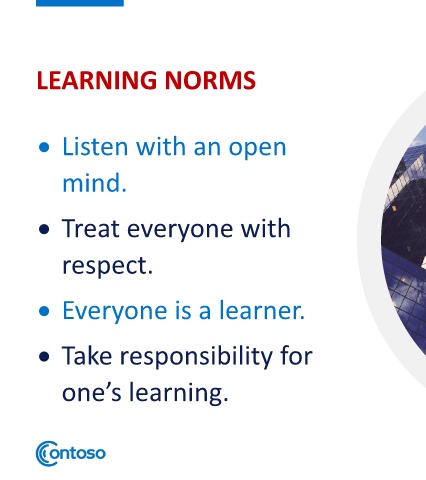 LEARNING NORMS
• Listen with an open
mind.
• Treat everyone with
respect.
• Everyone is a learner.
• Take responsibility for
one’s learning.
Contoso